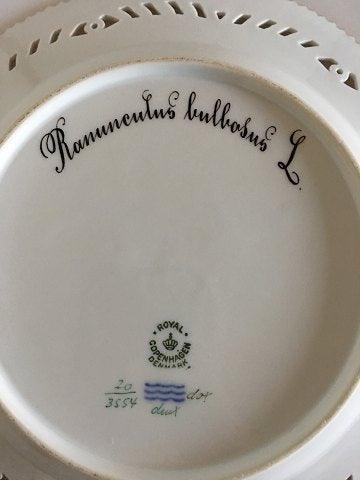 Ranunculus bulbosus L.
ROYAL
COPENHAGEN
DENMARK
20
3554